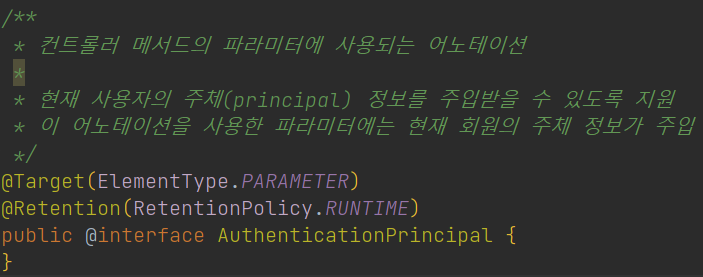 /**
* 컨트롤러 메서드의 파라미터에 사용되는 어노테이션
*
* 현재 사용자의 주체(principal) 정보를 주입받을 수 있도록 지원
* 이 어노테이션을 사용한 파라미터에는 현재 회원의 주체 정보가 주입
*/
@Target(ElementType.PARAMETER)
@Retention(RetentionPolicy.RUNTIME)
public @interface AuthenticationPrincipal {
}